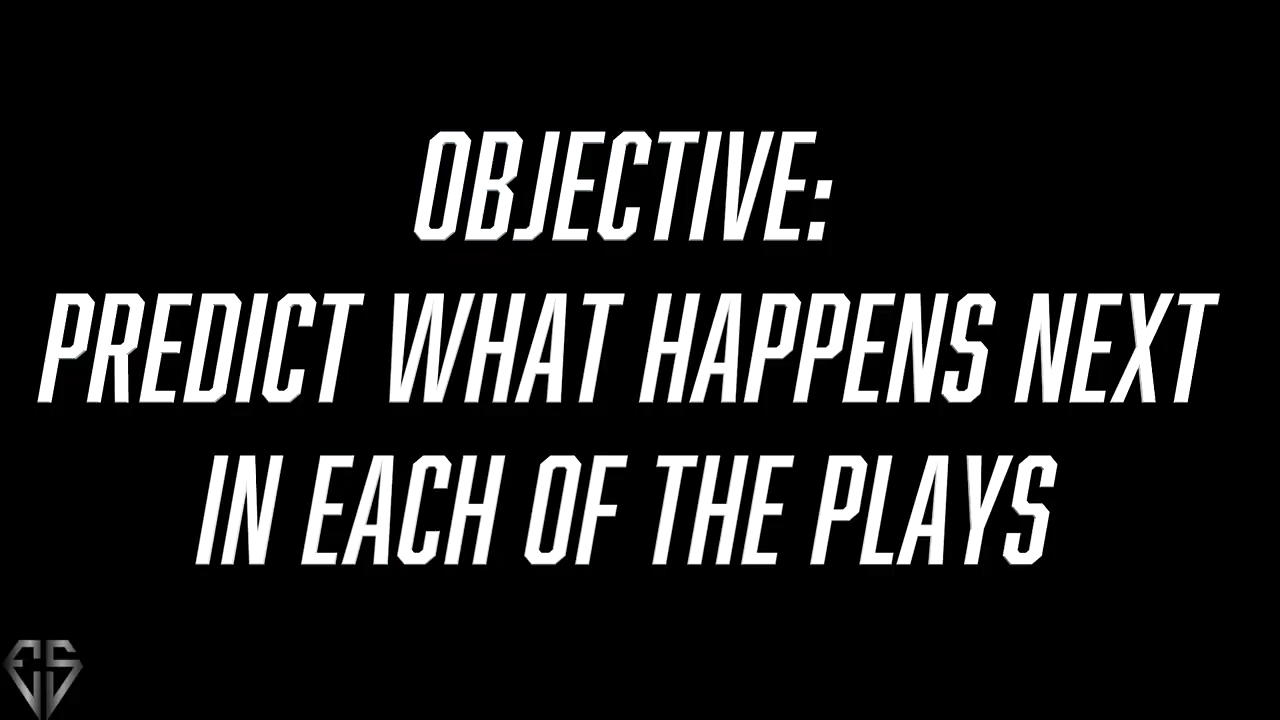 OBJECTIVE:
PREDICT WHAT HAPPENS NEXT
IN EACH OF THE PLAYS